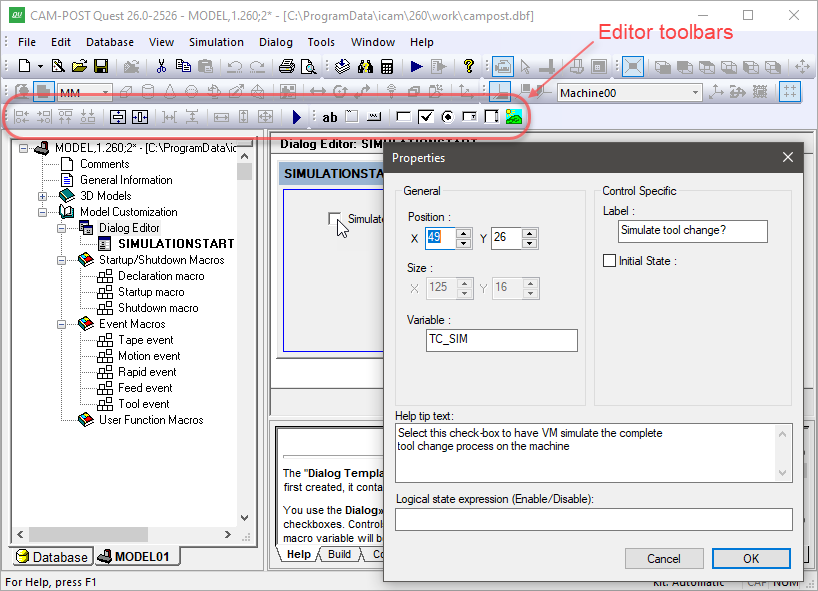 CAM-POST Quest 26.0-2526 - MODEL,1.260;2* - [C:\ProgramData\icam\260\work\campost.dbf]
File Edit Database View Simulation Dialog Tools Window Help
Editor toolbars
MM
Machine00
ab
MODEL,1.260;2* - [C:\ProgramData\ic
Comments
General Information
3D Models
Model Customization
Dialog Editor
SIMULATIONSTART
Startup/Shutdown Macros
Declaration macro
Startup macro
Shutdown macro
Event Macros
Tape event
Motion event
Rapid event
Feed event
Tool event
User Function Macros
Database
MODEL01
Dialog Editor: SIMULATIONSTART
SIMULATIONSTA
Simulate
The "Dialog Templa
first created, it conta
You use the Dialog»
checkboxes. Control
macro variable will b
Help Build Co
Properties
General
Position :
X 49 Y 26
Size :
X 125 Y 16
Variable :
TC_SIM
Control Specific
Label :
Simulate tool change?
Initial State :
Help tip text:
Select this check-box to have VM simulate the complete
tool change process on the machine
Logical state expression (Enable/Disable):
Cancel OK
For Help, press F1
Kit: Automatic CAP NUM